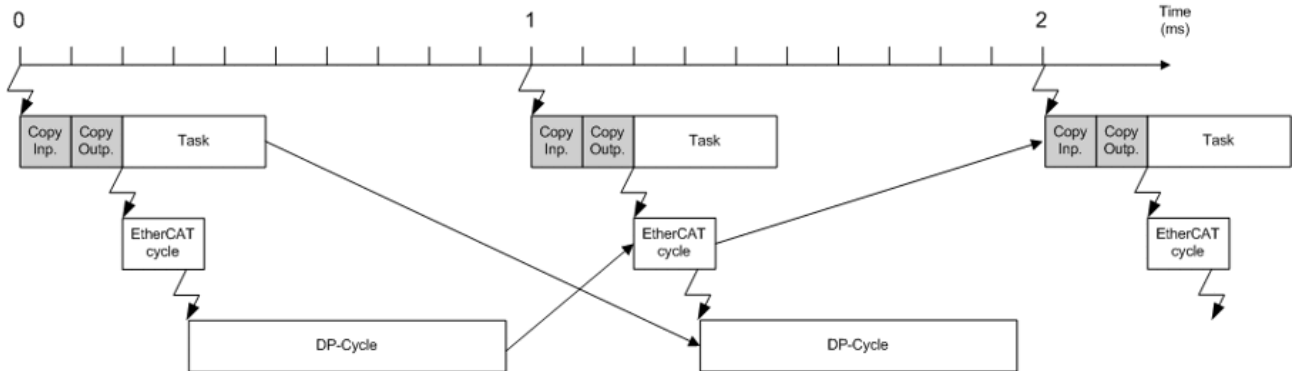 0
1
2
Time
(ms)
Copy
Inp.
Copy
Outp.
Task
Copy
Inp.
Copy
Outp.
Task
Copy
Inp.
Copy
Outp.
Task
EtherCAT
cycle
EtherCAT
cycle
EtherCAT
cycle
DP-Cycle
DP-Cycle